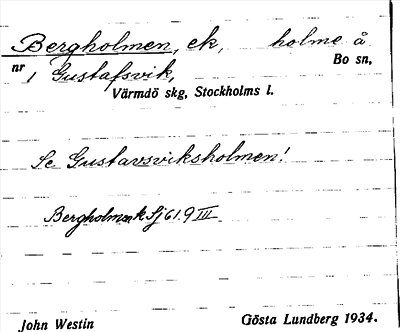 Bergholmen, ek, holme å
nr 1 Gustafsvik, Bo sn,
Värmdö skg, Stockholms l.
Se Gustavsviksholmen!
Bergholmen k Sj 61.9 III
John Westin Gösta Lundberg 1934.